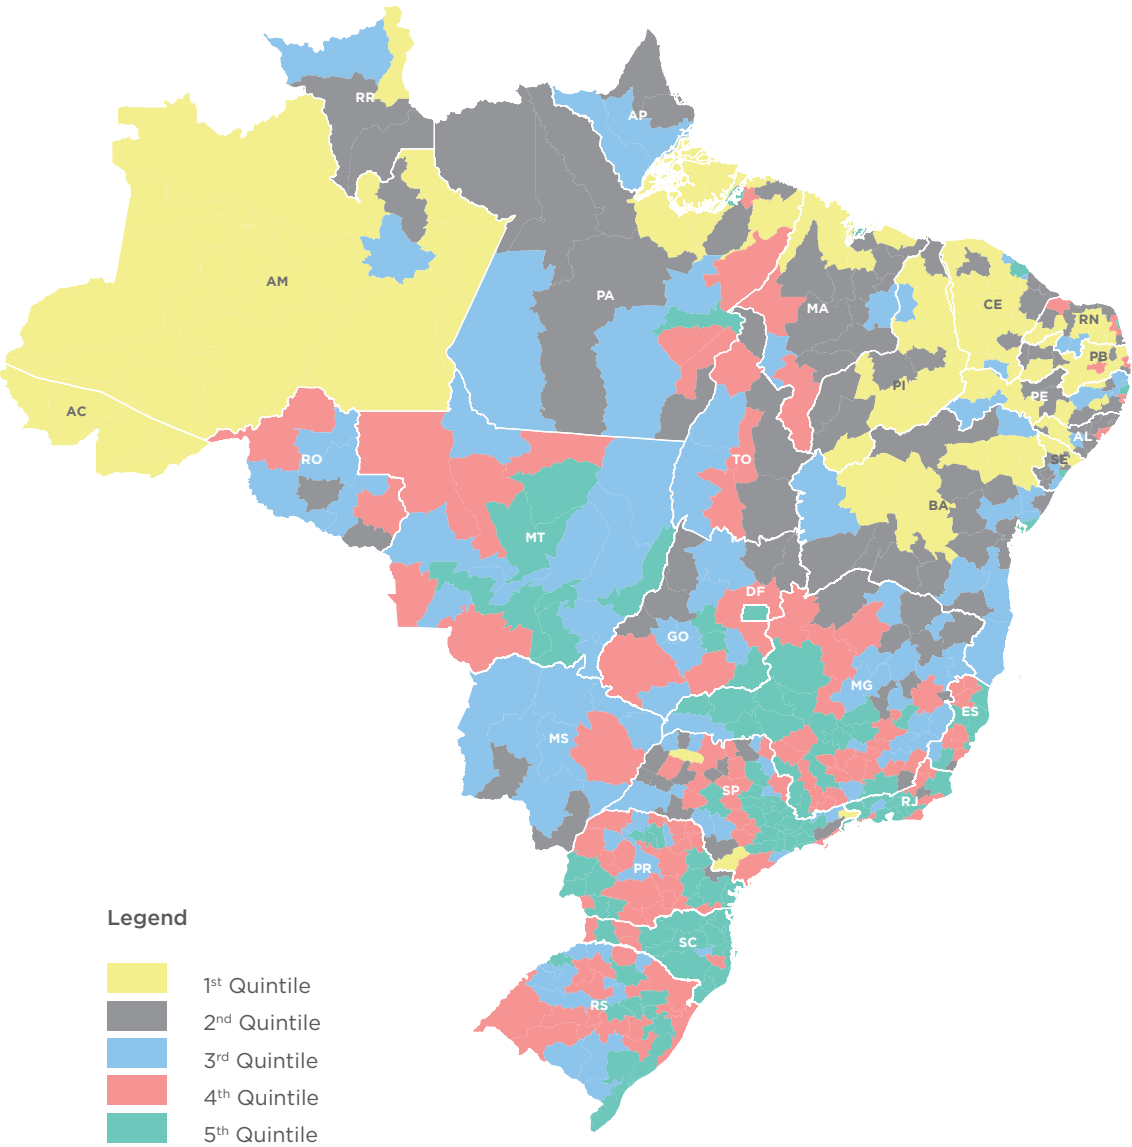 RR
AP
AM
PA
MA
CE
RN
PB
PI
PE
AC
AL
SE
RO
TO
BA
MT
DF
GO
MG
ES
MS
SP
RJ
PR
SC
RS
Legend
1st Quintile
2nd Quintile
3rd Quintile
4th Quintile
5th Quintile